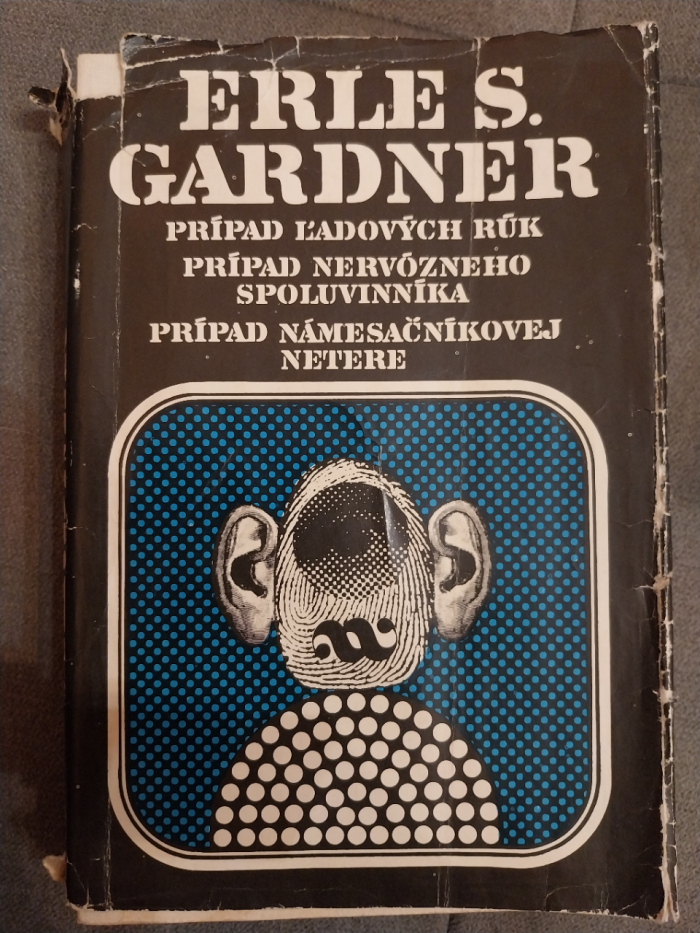 ERLE S.
GARDNER
PRÍPAD ĽADOVÝCH RÚK
PRÍPAD NERVÓZNEHO
SPOLUVINNÍKA
PRÍPAD NÁMESAČNÍKOVEJ
NETERE